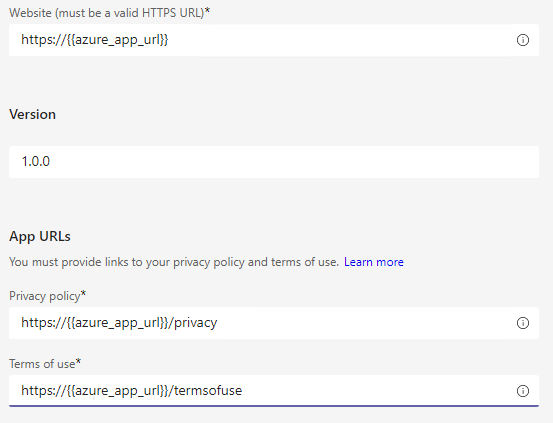 Website (must be a valid HTTPS URL)*
https://{{azure_app_url}}
Version
1.0.0
App URLs
You must provide links to your privacy policy and terms of use. Learn more
Privacy policy*
https://{{azure_app_url}}/privacy
Terms of use*
https://{{azure_app_url}}/termsofuse